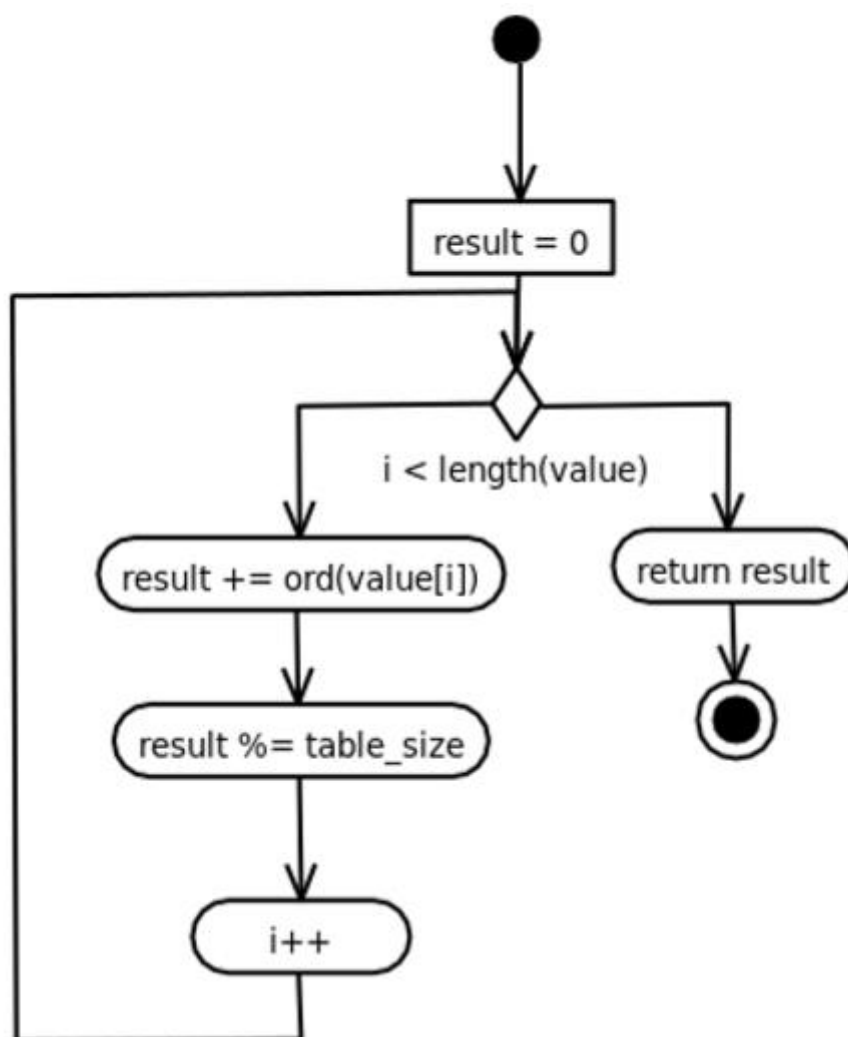 result = 0
i < length(value)
result += ord(value[i])
return result
result %= table_size
i++